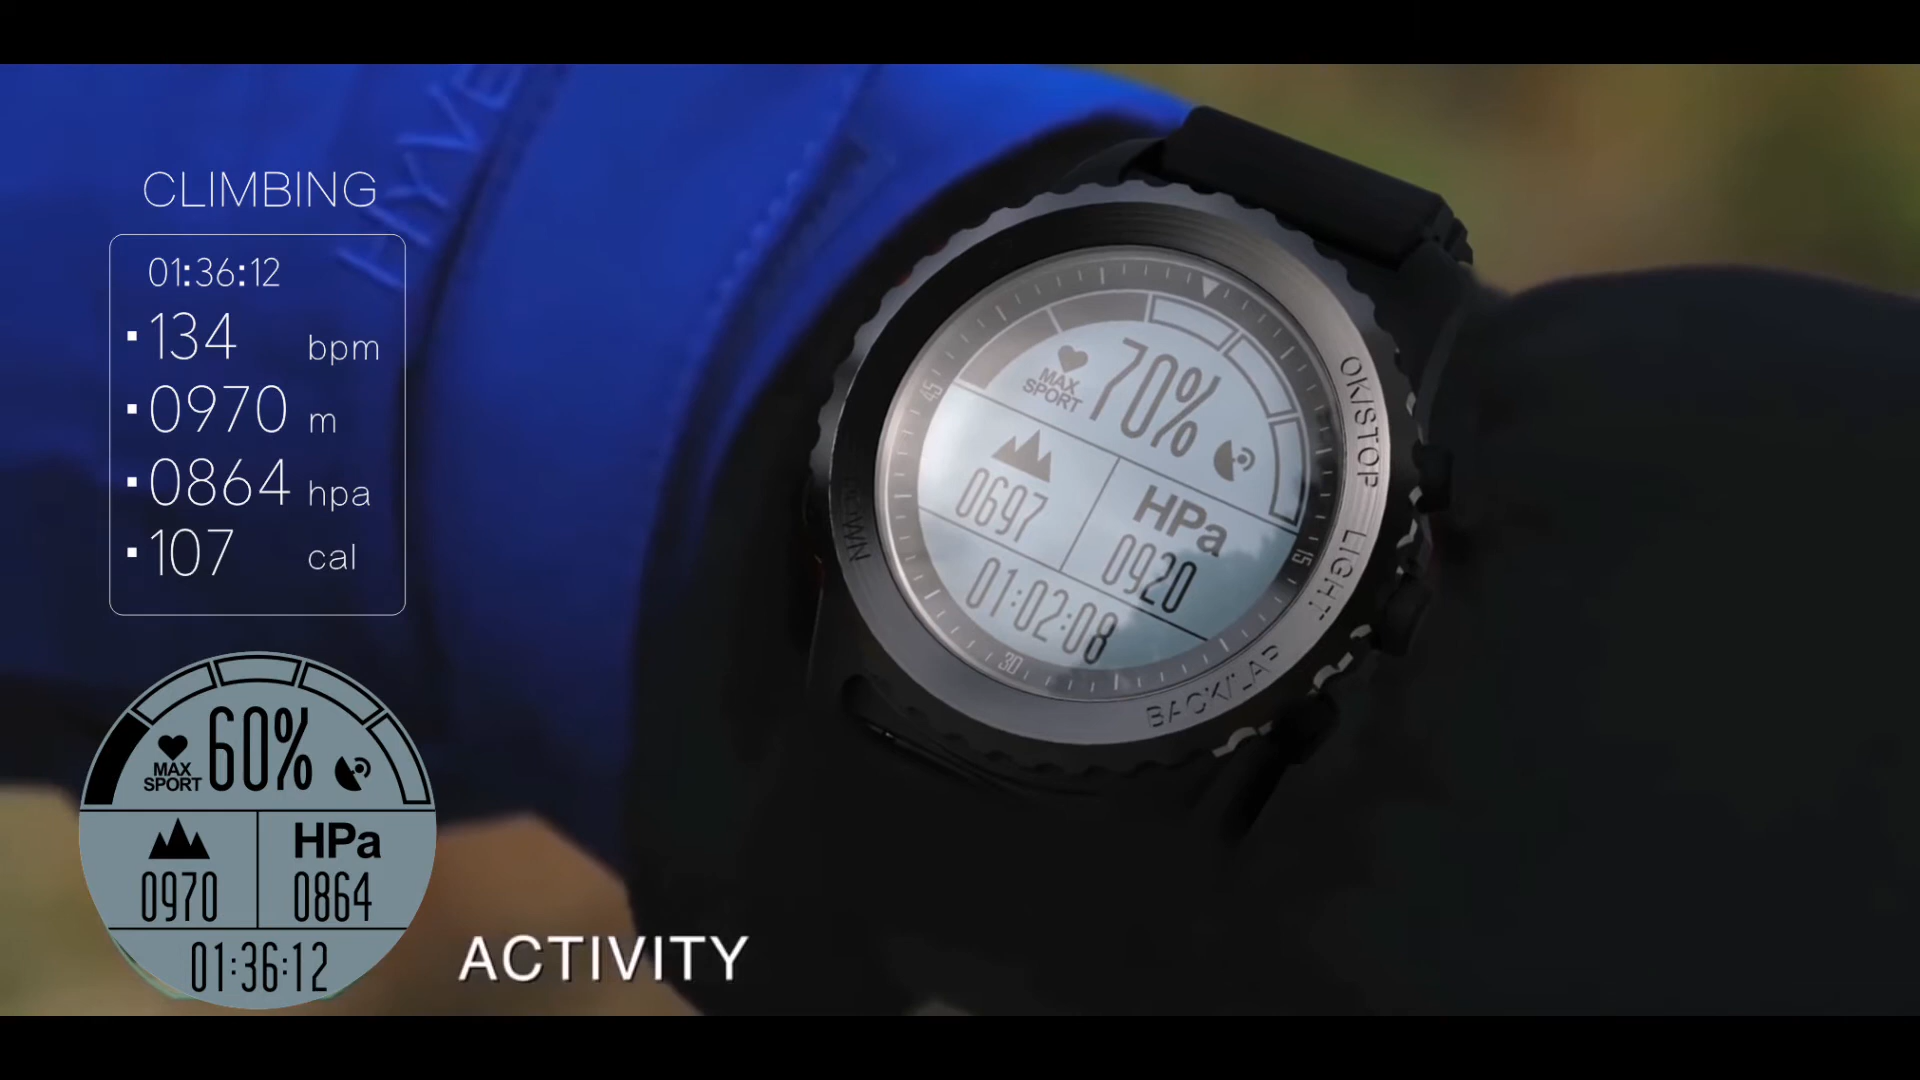 HYVE
CLIMBING
01:36:12
134 bpm
0970 m
0864 hpa
107 cal
60%
MAX
SPORT
HPa
0970
0864
01:36:12
ACTIVITY
70%
MAX
SPORT
HPa
0697
0920
01:02:08
45
15
30
OK/STOP
LIGHT
BACK/LAP
DOWN